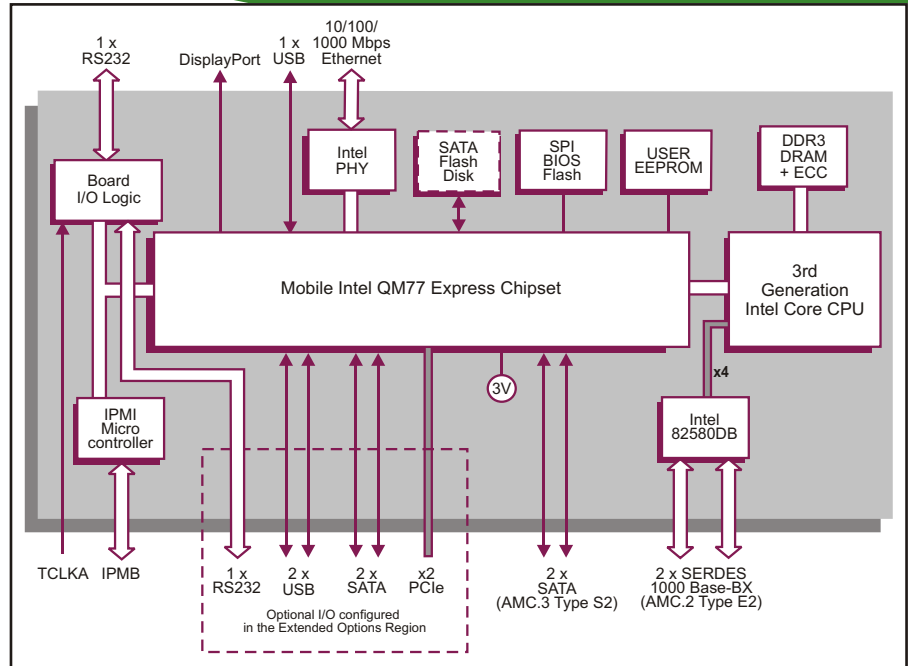 1 x
RS232
DisplayPort
1 x
USB
10/100/
1000 Mbps
Ethernet
Board
I/O Logic
Intel
PHY
SATA
Flash
Disk
SPI
BIOS
Flash
USER
EEPROM
DDR3
DRAM
+ ECC
Mobile Intel QM77 Express Chipset
3rd
Generation
Intel Core CPU
x4
3V
IPMI
Micro
controller
Intel
82580DB
TCLKA
IPMB
1 x
RS232
2 x
USB
2 x
SATA
x2
PCIe
Optional I/O configured
in the Extended Options Region
2 x
SATA
(AMC.3 Type S2)
2 x SERDES
1000 Base-BX
(AMC.2 Type E2)